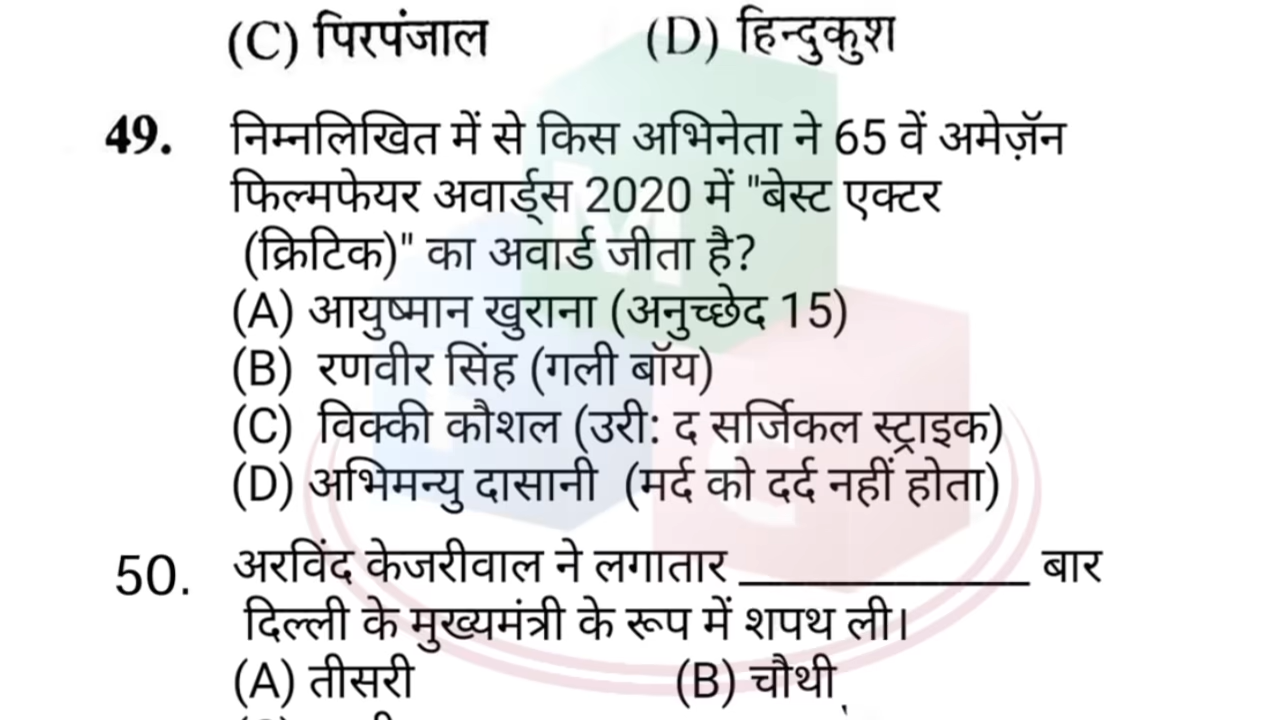 (C) पिरपंजाल (D) हिन्दुकुश
49. निम्नलिखित में से किस अभिनेता ने 65 वें अमेज़ॅन
फिल्मफेयर अवार्ड्स 2020 में "बेस्ट एक्टर
(क्रिटिक)" का अवार्ड जीता है?
(A) आयुष्मान खुराना (अनुच्छेद 15)
(B) रणवीर सिंह (गली बॉय)
(C) विक्की कौशल (उरी: द सर्जिकल स्ट्राइक)
(D) अभिमन्यु दासानी (मर्द को दर्द नहीं होता)
50. अरविंद केजरीवाल ने लगातार ____________ बार
दिल्ली के मुख्यमंत्री के रूप में शपथ ली।
(A) तीसरी (B) चौथी